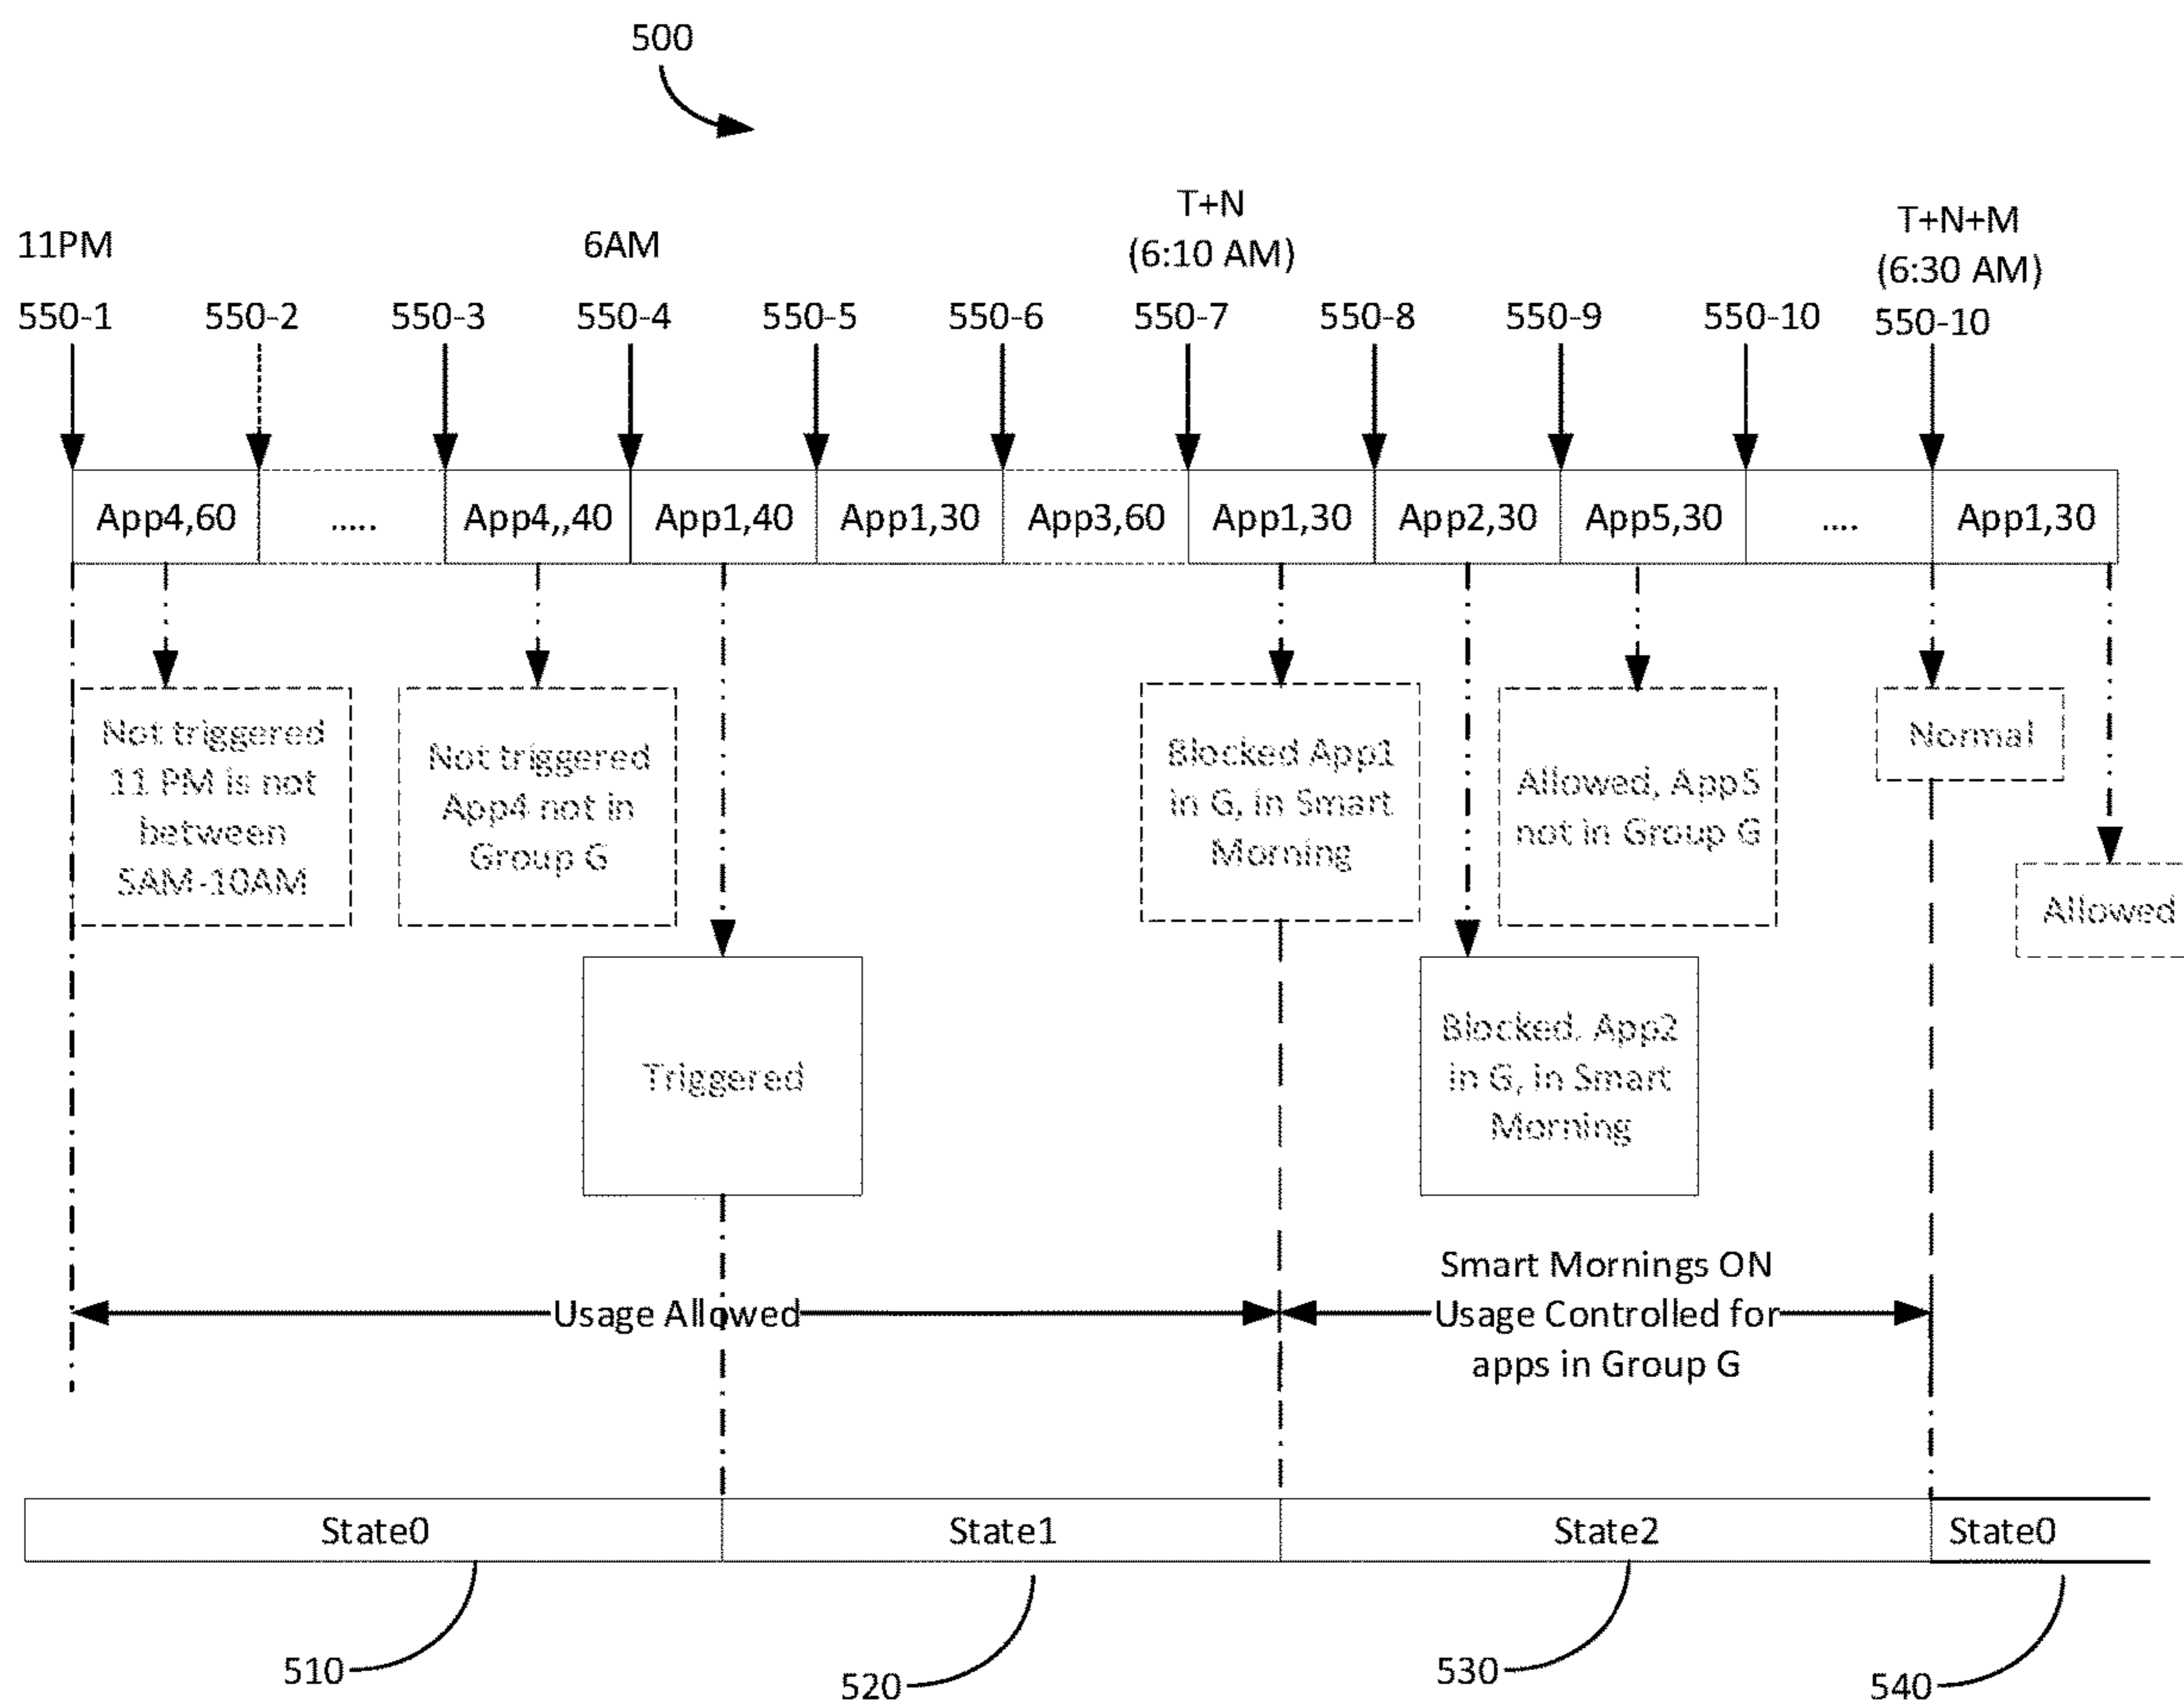 500
T+N
(6:10 AM)
T+N+M
(6:30 AM)
11PM
6AM
550-1
550-2
550-3
550-4
550-5
550-6
550-7
550-8
550-9
550-10
550-10
App4,60
.....
App4,,40
App1,40
App1,30
App3,60
App1,30
App2,30
App5,30
....
App1,30
Not triggered
11 PM is not
between
5AM-10AM
Not triggered
App4 not in
Group G
Triggered
Blocked App1
in G, in Smart
Morning
Blocked. App2
in G, in Smart
Morning
Allowed, App5
not in Group G
Normal
Allowed
Usage Allowed
Smart Mornings ON
Usage Controlled for
apps in Group G
State0
State1
State2
State0
510
520
530
540